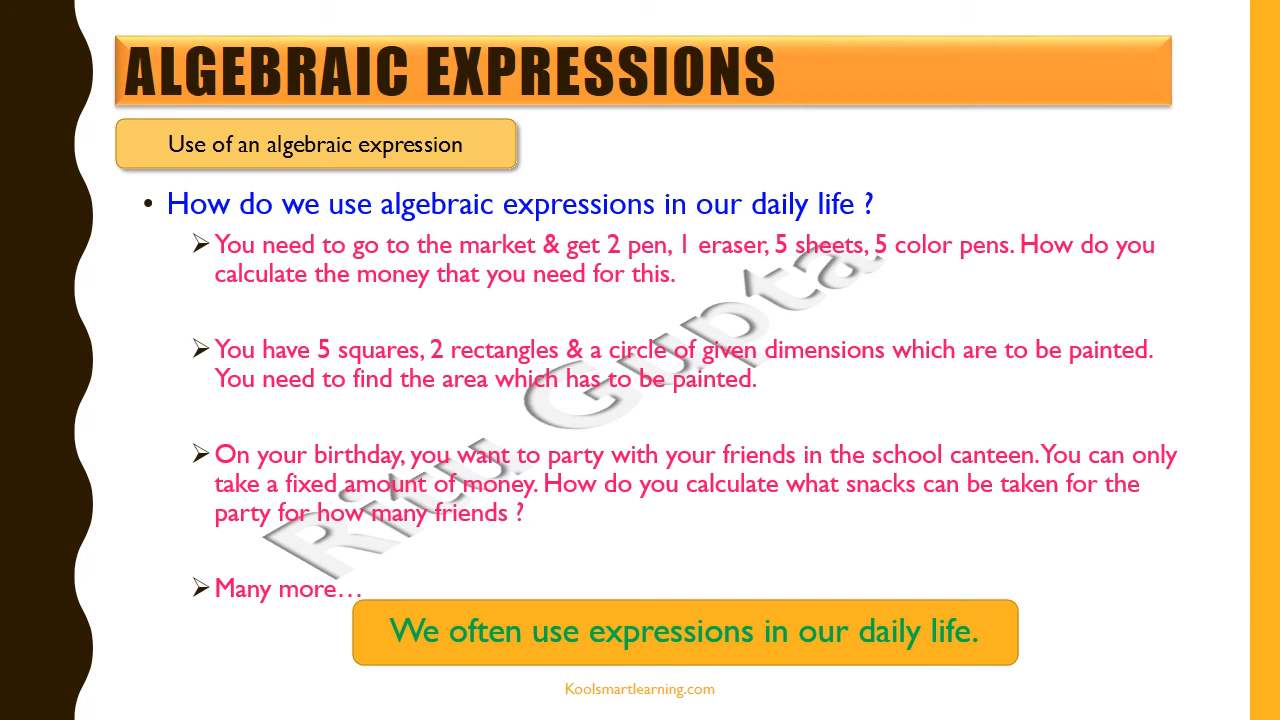 ALGEBRAIC EXPRESSIONS
Use of an algebraic expression
• How do we use algebraic expressions in our daily life ?
➢ You need to go to the market & get 2 pen, 1 eraser, 5 sheets, 5 color pens. How do you
calculate the money that you need for this.
➢ You have 5 squares, 2 rectangles & a circle of given dimensions which are to be painted.
You need to find the area which has to be painted.
➢ On your birthday, you want to party with your friends in the school canteen. You can only
take a fixed amount of money. How do you calculate what snacks can be taken for the
party for how many friends ?
➢ Many more…
We often use expressions in our daily life.
Koolsmartlearning.com
Ritu Gupta